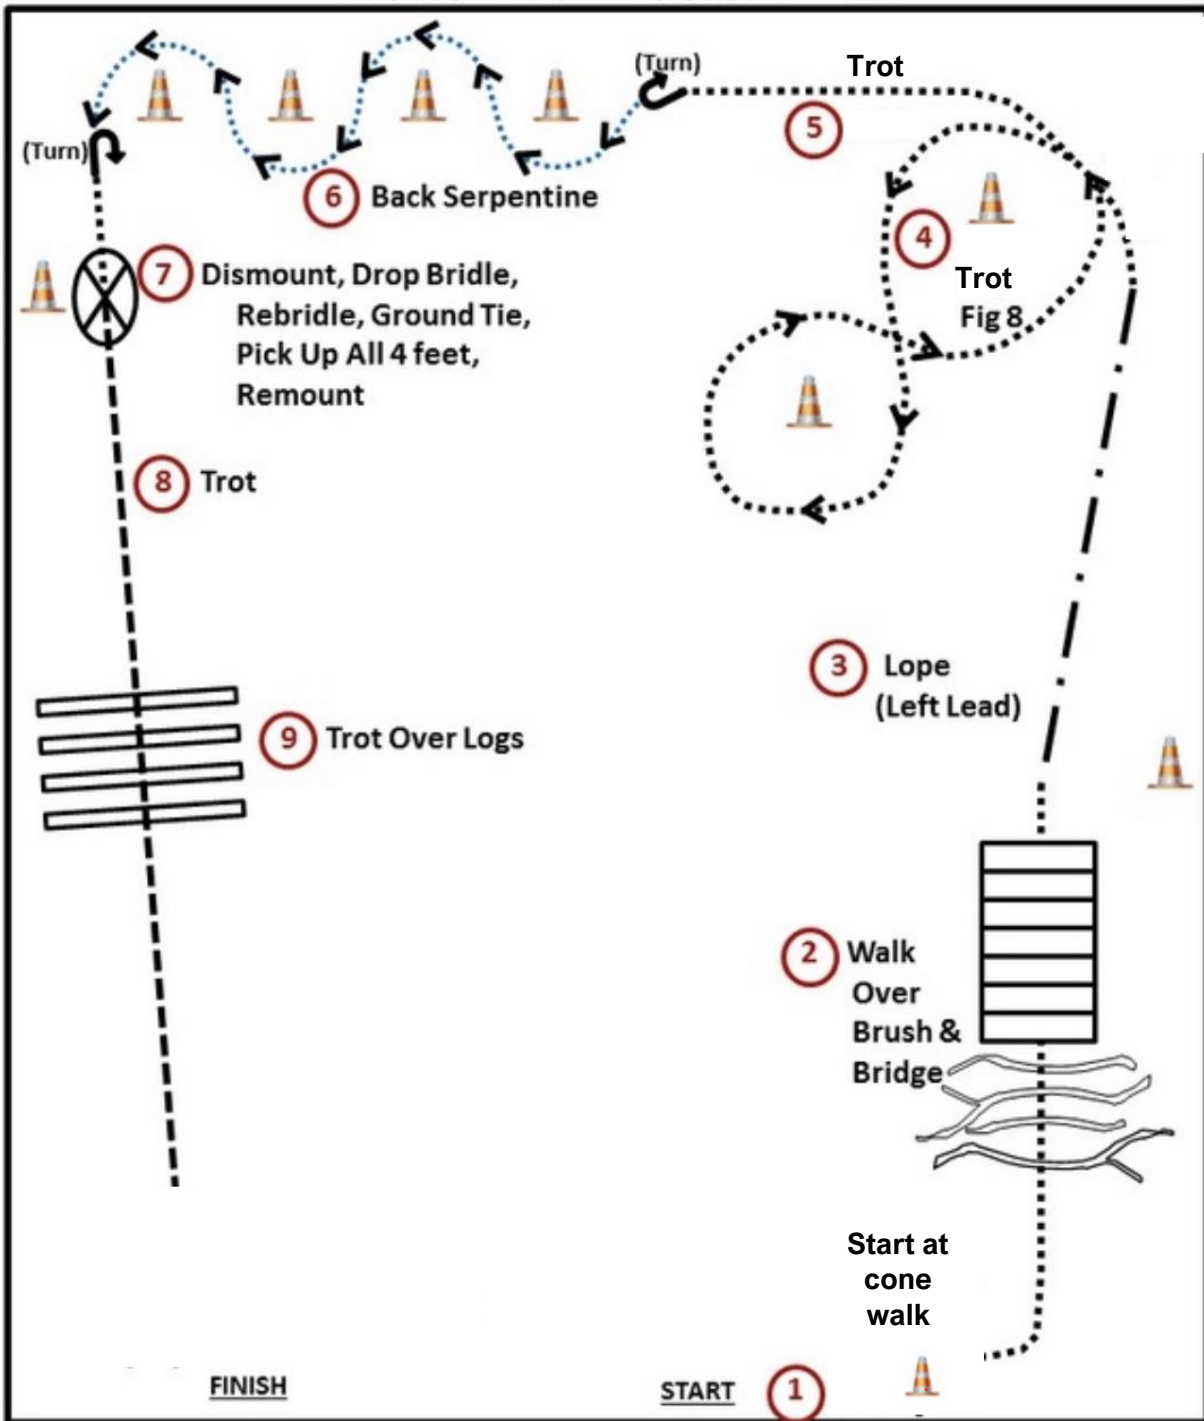 (Turn)
Trot
5
(Turn)
6 Back Serpentine
4
Trot
Fig 8
7 Dismount, Drop Bridle,
Rebridle, Ground Tie,
Pick Up All 4 feet,
Remount
8 Trot
3 Lope
(Left Lead)
9 Trot Over Logs
2 Walk
Over
Brush &
Bridge
Start at
cone
walk
FINISH
START 1